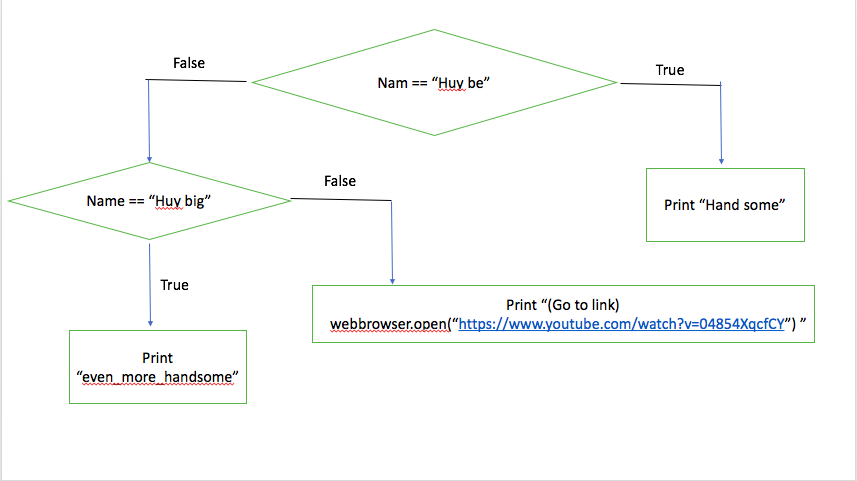 False
True
Nam == “Huy be”
Name == “Huy big”
False
Print “Hand some”
True
Print “(Go to link)
webbrowser.open(“https://www.youtube.com/watch?v=04854XqcfCY”) ”
Print
“even_more_handsome”